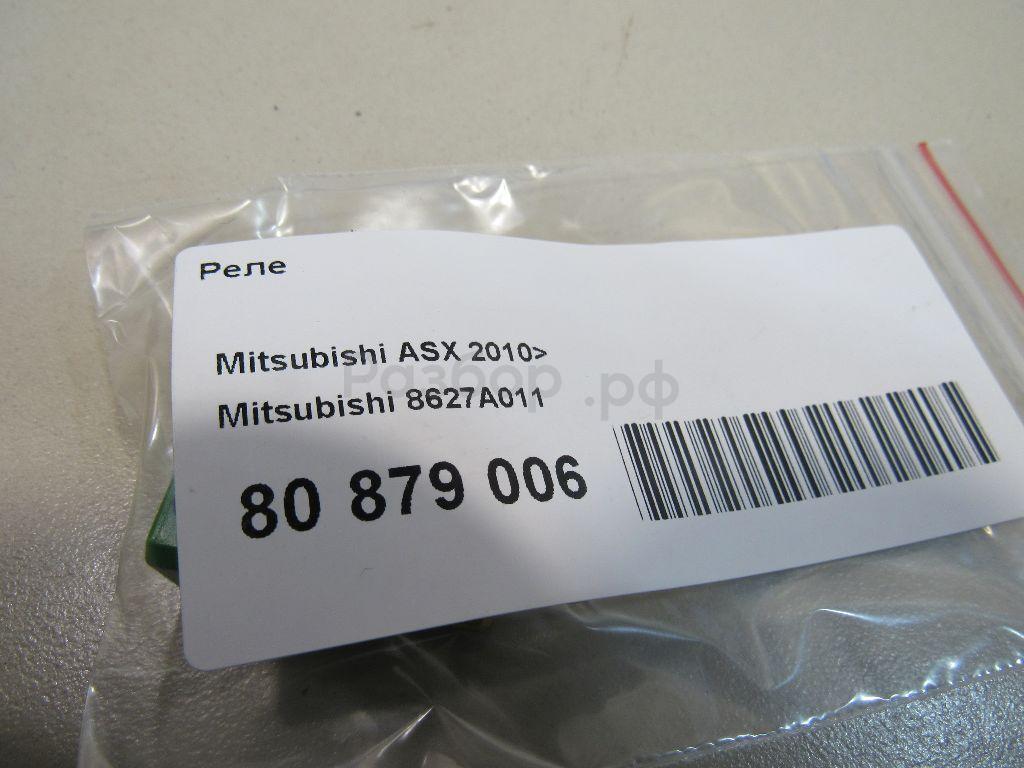 Реле
Mitsubishi ASX 2010>
Разбор.рф
Mitsubishi 8627A011
80 879 006